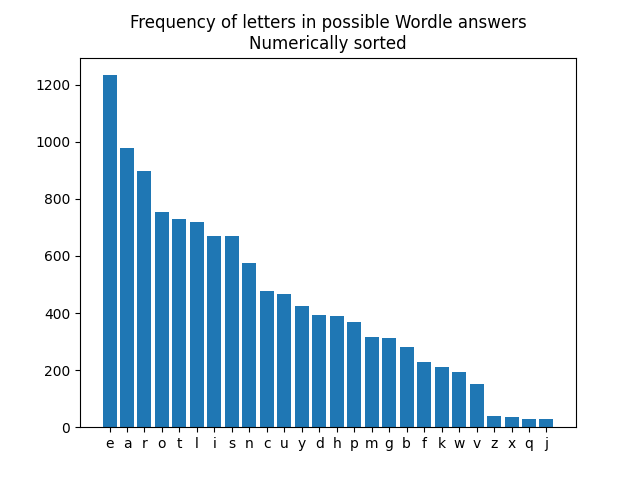 Frequency of letters in possible Wordle answers
Numerically sorted
1200
1000
800
600
400
200
0
e a r o t l i s n c u y d h p m g b f k w v z x q j